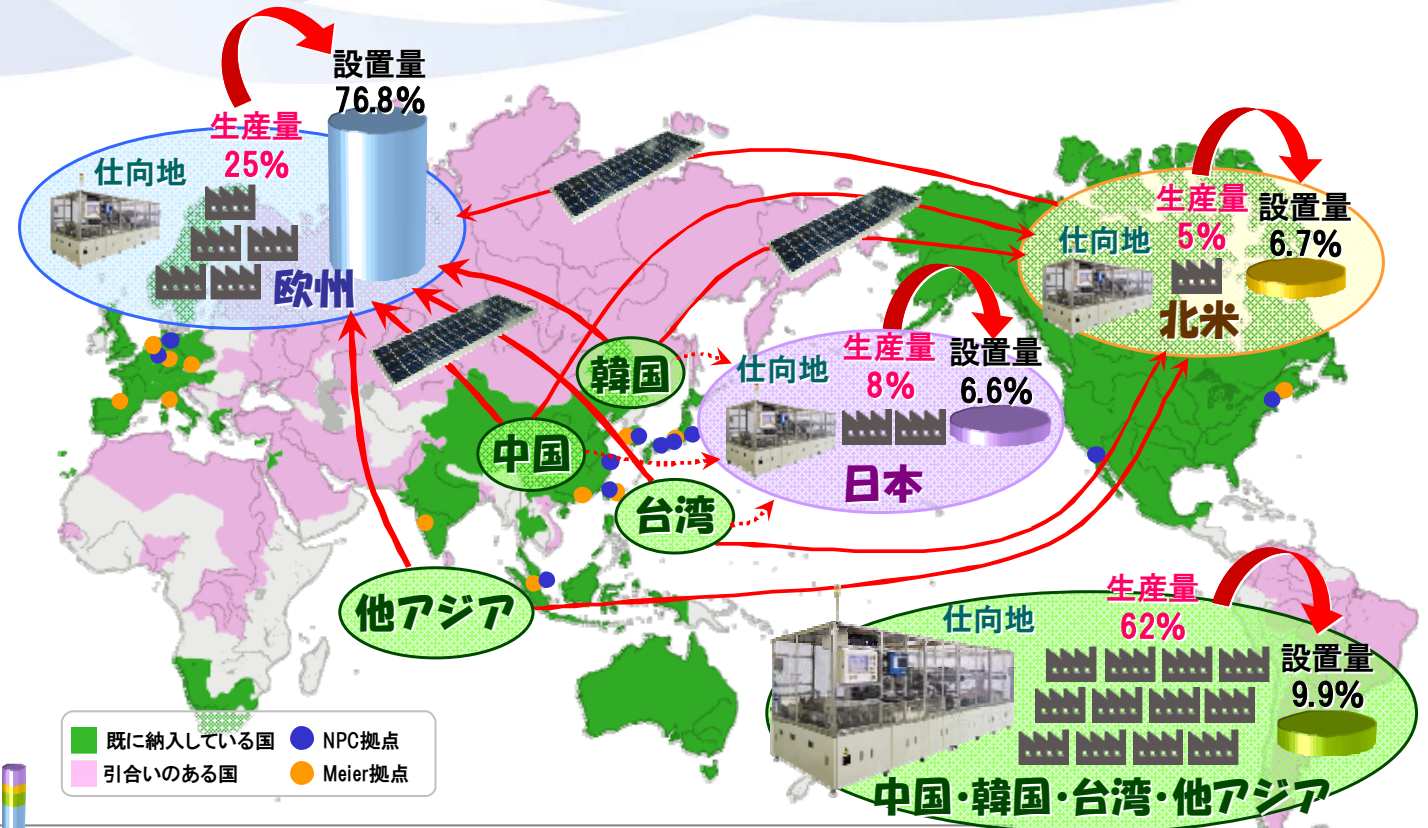 設置量
76.8%
生産量
25%
仕向地
欧州
生産量
5%
設置量
6.7%
仕向地
北米
韓国
生産量
8%
設置量
6.6%
仕向地
日本
中国
台湾
他アジア
仕向地
生産量
62%
設置量
9.9%
中国・韓国・台湾・他アジア
既に納入している国
NPC拠点
引合いのある国
Meier拠点